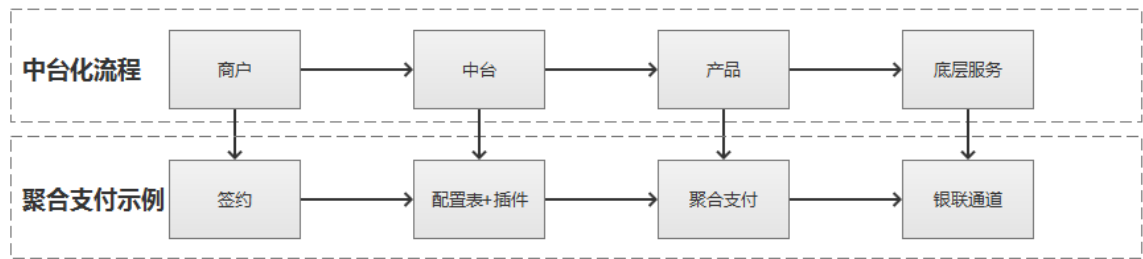 中台化流程
商户
中台
产品
底层服务
聚合支付示例
签约
配置表+插件
聚合支付
银联通道